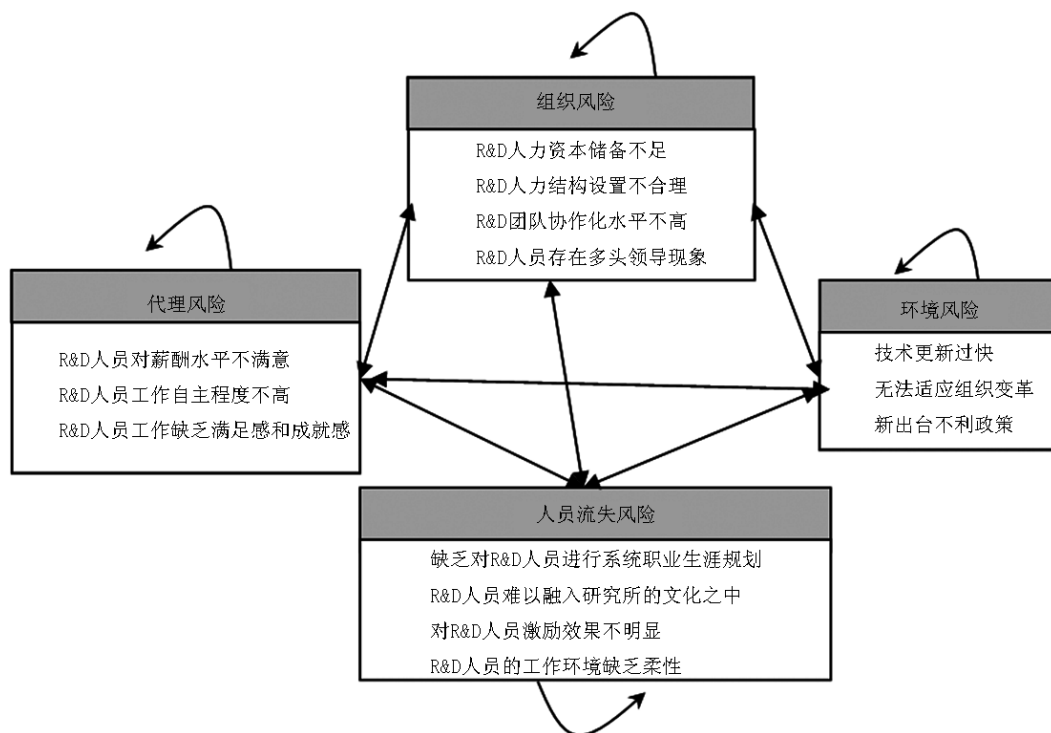 组织风险
R&D人力资本储备不足
R&D人力结构设置不合理
R&D团队协作化水平不高
R&D人员存在多头领导现象
代理风险
R&D人员对薪酬水平不满意
R&D人员工作自主程度不高
R&D人员工作缺乏满足感和成就感
环境风险
技术更新过快
无法适应组织变革
新出台不利政策
人员流失风险
缺乏对R&D人员进行系统职业生涯规划
R&D人员难以融入研究所的文化之中
对R&D人员激励效果不明显
R&D人员的工作环境缺乏柔性